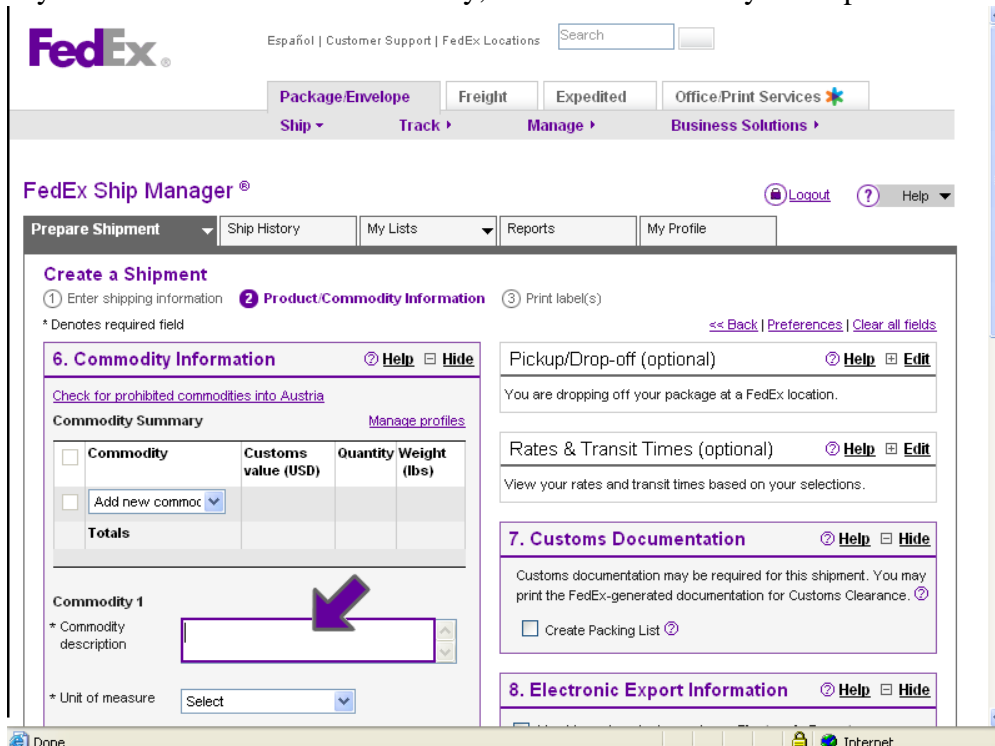 FedEx ®
Español | Customer Support | FedEx Locations Search
Package/Envelope Freight Expedited Office/Print Services
Ship Track Manage Business Solutions
FedEx Ship Manager ®
Logout ? Help
Prepare Shipment Ship History My Lists Reports My Profile
Create a Shipment
1 Enter shipping information 2 Product/Commodity Information 3 Print label(s)
* Denotes required field
<< Back | Preferences | Clear all fields
6. Commodity Information ? Help Hide
Check for prohibited commodities into Austria
Commodity Summary Manage profiles
Commodity Customs value (USD) Quantity Weight (lbs)
Add new commoc
Totals
Commodity 1
* Commodity
description
* Unit of measure Select
Pickup/Drop-off (optional) ? Help Edit
You are dropping off your package at a FedEx location.
Rates & Transit Times (optional) ? Help Edit
View your rates and transit times based on your selections.
7. Customs Documentation ? Help Hide
Customs documentation may be required for this shipment. You may
print the FedEx-generated documentation for Customs Clearance. ?
Create Packing List ?
8. Electronic Export Information ? Help Hide
Done Internet